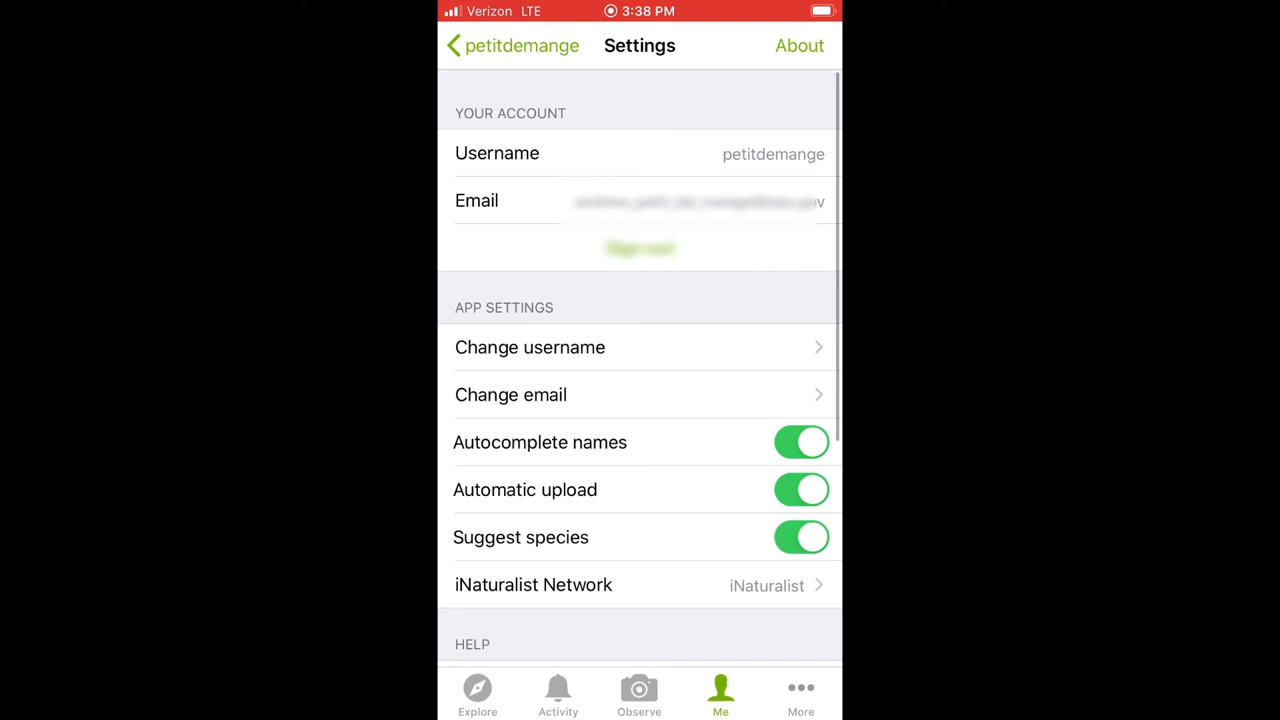 Verizon LTE 3:38 PM
petitdemange Settings About
YOUR ACCOUNT
Username petitdemange
Email
APP SETTINGS
Change username
Change email
Autocomplete names
Automatic upload
Suggest species
iNaturalist Network iNaturalist
HELP
Explore Activity Observe Me More